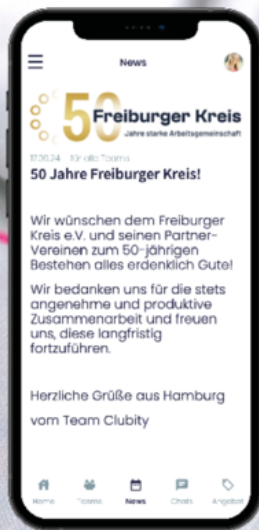 News
50 Freiburger Kreis
Jahre starke Arbeitsgemeinschaft
17.06.24 für alle Teams
50 Jahre Freiburger Kreis!
Wir wünschen dem Freiburger
Kreis e.V. und seinen Partner-
Vereinen zum 50-jährigen
Bestehen alles erdenklich Gute!
Wir bedanken uns für die stets
angenehme und produktive
Zusammenarbeit und freuen
uns, diese langfristig
fortzuführen.
Herzliche Grüße aus Hamburg
vom Team Clubity
Home Teams News Chats Angebot